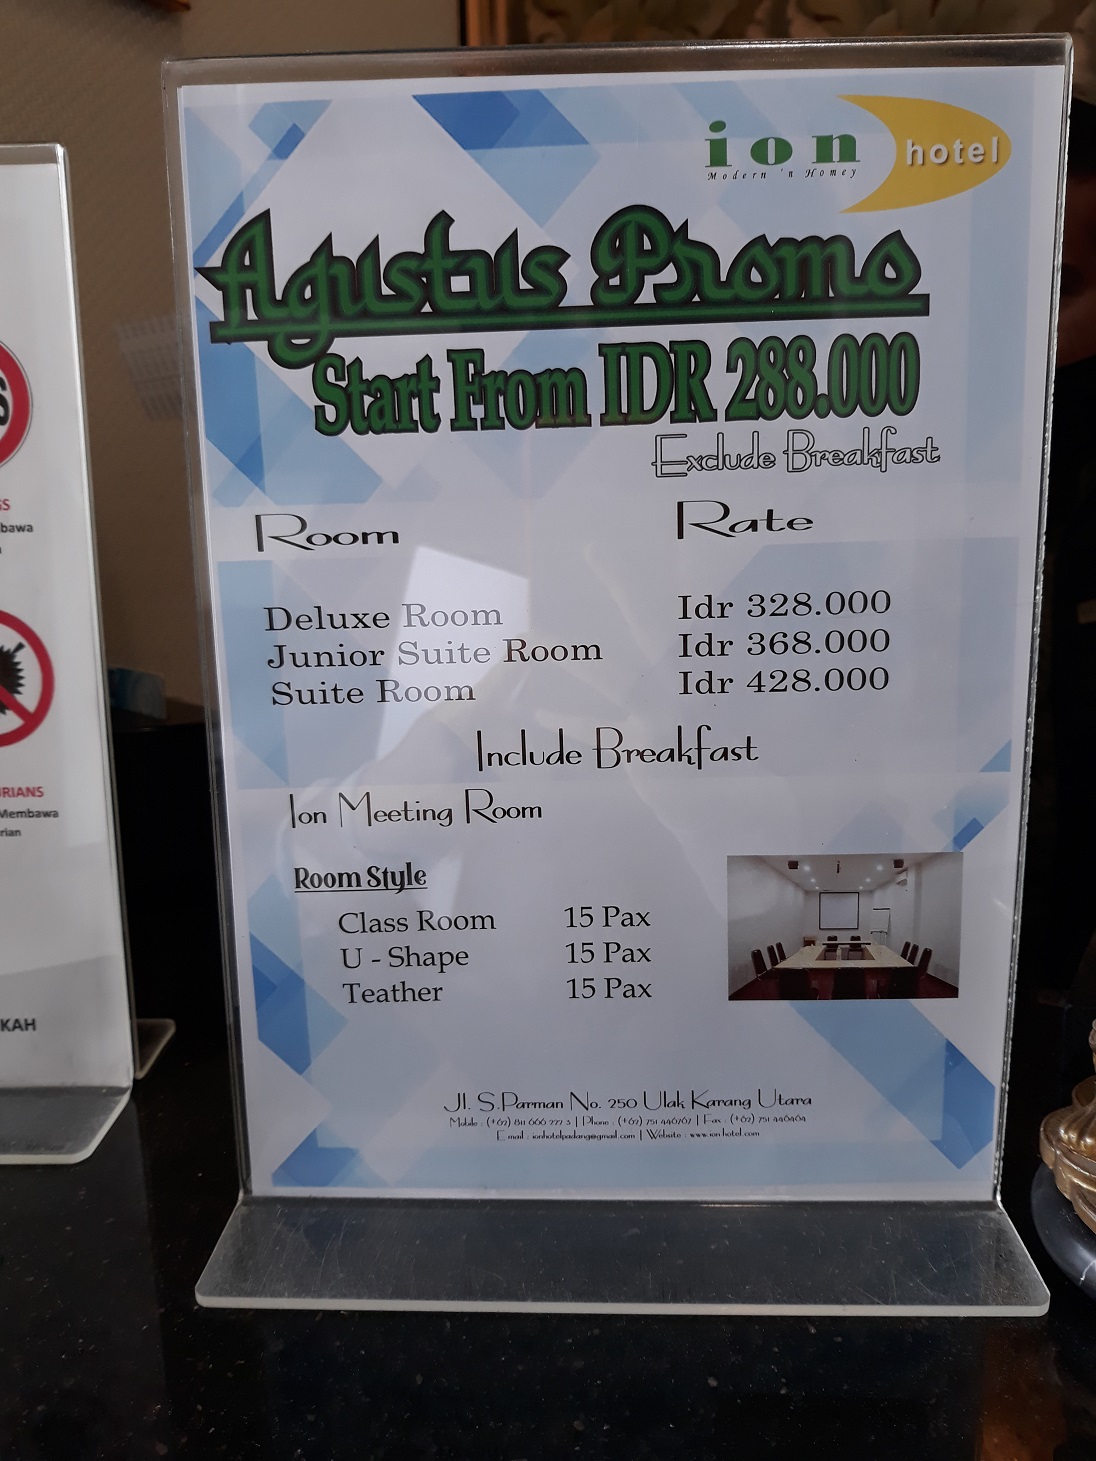 ion hotel
Modern 'n Homey
Agustus Promo
Start From IDR 288.000
Exclude Breakfast
Room Rate
Deluxe Room Idr 328.000
Junior Suite Room Idr 368.000
Suite Room Idr 428.000
Include Breakfast
Ion Meeting Room
Room Style
Class Room 15 Pax
U - Shape 15 Pax
Teather 15 Pax
Jl. S.Parman No. 250 Ulak Karang Utara
Mobile : (+62) 811 666 777 3 | Phone : (+62) 751 446767 | Fax : (+62) 751 446464
Email : ionhotelpadang@gmail.com | Website : www.ion-hotel.com
S
GS
bawa
RIANS
Membawa
rian
KAH